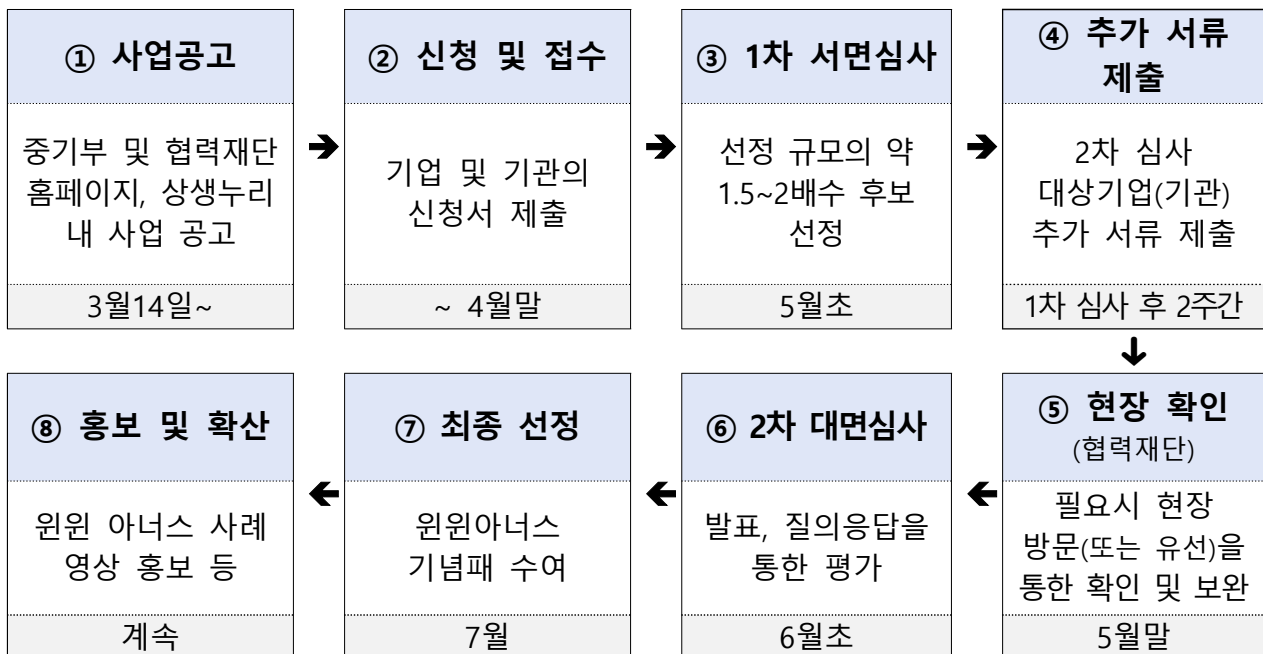 ① 사업공고
중기부 및 협력재단
홈페이지, 상생누리
내 사업 공고
3월14일~
➔
② 신청 및 접수
기업 및 기관의
신청서 제출
~ 4월말
➔
③ 1차 서면심사
선정 규모의 약
1.5~2배수 후보
선정
5월초
➔
④ 추가 서류
제출
2차 심사
대상기업(기관)
추가 서류 제출
1차 심사 후 2주간
⑤ 현장 확인
(협력재단)
필요시 현장
방문(또는 유선)을
통한 확인 및 보완
5월말
⑥ 2차 대면심사
발표, 질의응답을
통한 평가
6월초
⑦ 최종 선정
윈윈아너스
기념패 수여
7월
⑧ 홍보 및 확산
윈윈 아너스 사례
영상 홍보 등
계속